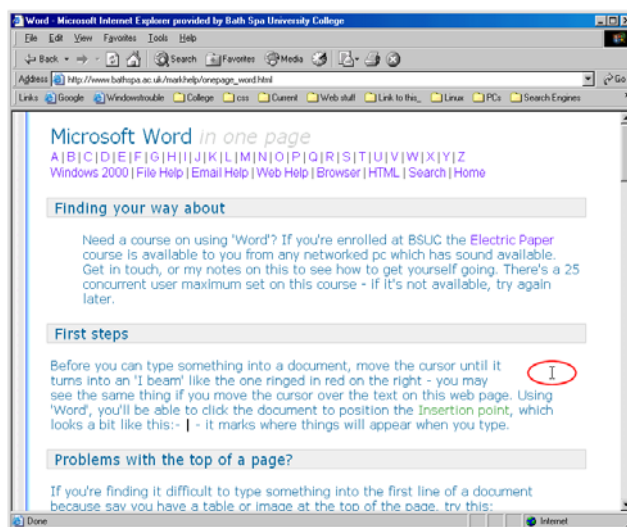 Word - Microsoft Internet Explorer provided by Bath Spa University College
File Edit View Favorites Tools Help
Back Search Favorites Media
Address http://www.bathspa.ac.uk/markhelp/onepage_word.html Go
Links Google Windowstrouble College css Current Web stuff Link to this_ Linux PCs Search Engines
Microsoft Word in one page
A|B|C|D|E|F|G|H|I|J|K|L|M|N|O|P|Q|R|S|T|U|V|W|X|Y|Z
Windows 2000 | File Help | Email Help | Web Help | Browser | HTML | Search | Home
Finding your way about
Need a course on using 'Word'? If you're enrolled at BSUC the Electric Paper
course is available to you from any networked pc which has sound available.
Get in touch, or my notes on this to see how to get yourself going. There's a 25
concurrent user maximum set on this course - if it's not available, try again
later.
First steps
Before you can type something into a document, move the cursor until it
turns into an 'I beam' like the one ringed in red on the right - you may
see the same thing if you move the cursor over the text on this web page. Using
'Word', you'll be able to click the document to position the Insertion point, which
looks a bit like this:- | - it marks where things will appear when you type.
Problems with the top of a page?
If you're finding it difficult to type something into the first line of a document
because say you have a table or image at the top of the page, try this:
Done Internet